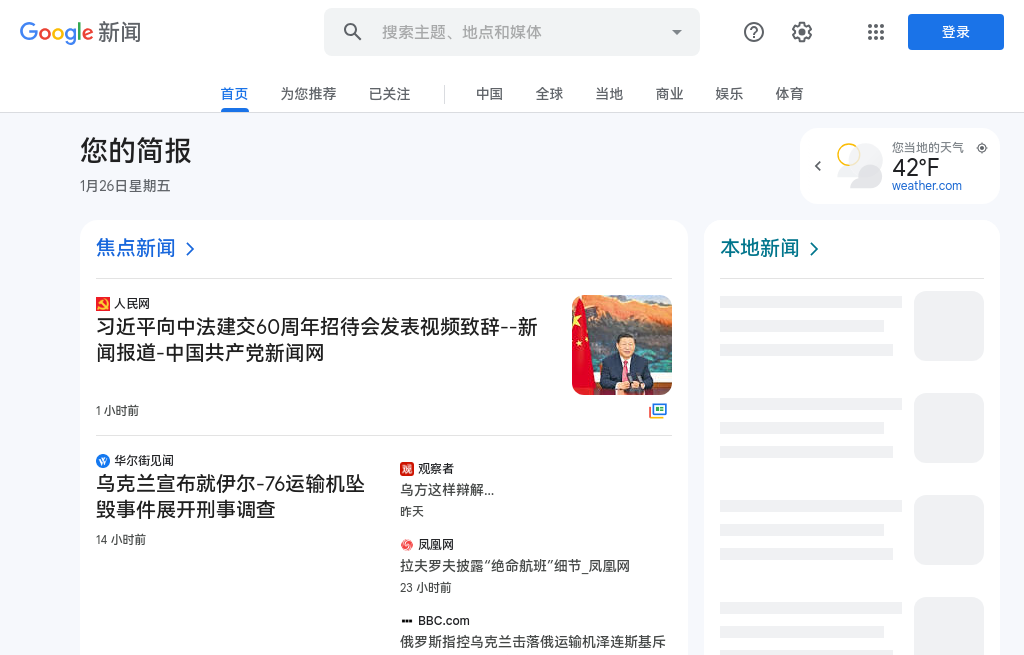 Google 新闻
搜索主题、地点和媒体
登录
首页
为您推荐
已关注
中国
全球
当地
商业
娱乐
体育
您的简报
1月26日星期五
您当地的天气
42°F
weather.com
焦点新闻
人民网
习近平向中法建交60周年招待会发表视频致辞--新
闻报道-中国共产党新闻网
1 小时前
华尔街见闻
乌克兰宣布就伊尔-76运输机坠
毁事件展开刑事调查
14 小时前
观 观察者
乌方这样辩解...
昨天
凤凰网
拉夫罗夫披露“绝命航班”细节_凤凰网
23 小时前
BBC.com
俄罗斯指控乌克兰击落俄运输机泽连斯基斥
本地新闻